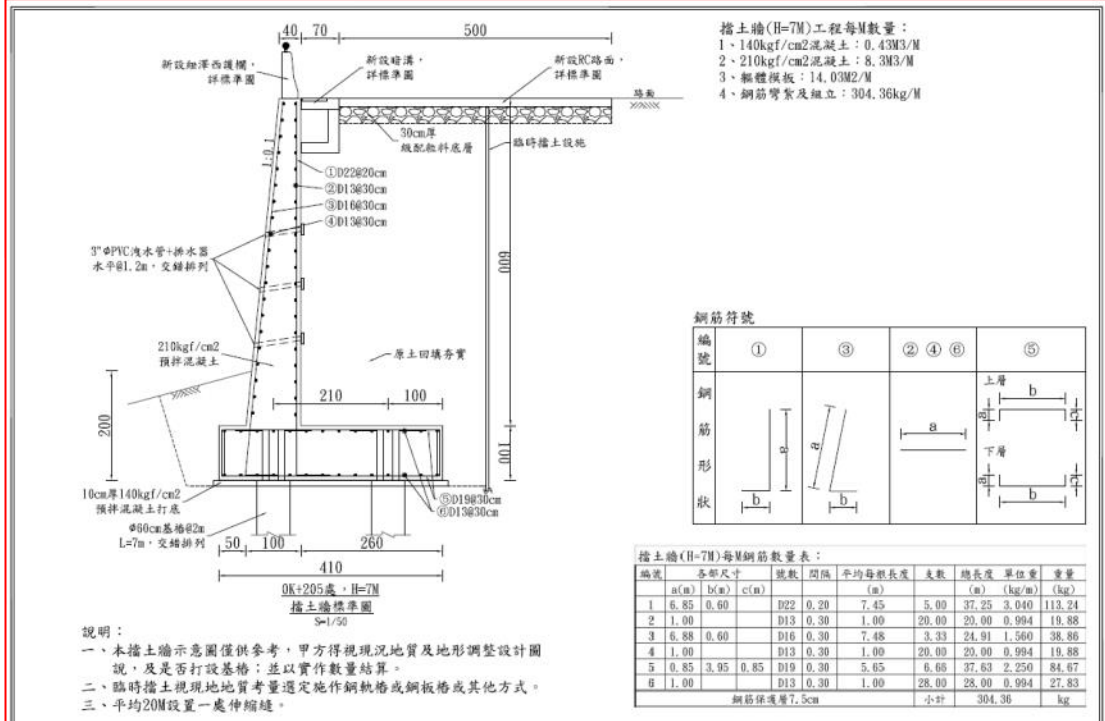 40 70 500
新設紐澤西護欄，
詳標準圖
新設暗溝，
詳標準圖
新設RC路面，
詳標準圖
路面
30cm厚
級配粒料底層
臨時擋土設施
1:0.1
①D22@20cm
②D13@30cm
③D16@30cm
④D13@30cm
3"φPVC洩水管+排水器
水平@1.2m，交錯排列
600
210kgf/cm2
預拌混凝土
原土回填夯實
210 100
200
100
10cm厚140kgf/cm2
預拌混凝土打底
⑤D19@30cm
⑥D13@30cm
φ60cm基樁@2m
L=7m，交錯排列
50 100 260
410
0K+205處，H=7M
擋土牆標準圖
S=1/50
說明：
一、本擋土牆示意圖僅供參考，甲方得視現況地質及地形調整設計圖
說，及是否打設基樁；並以實作數量結算。
二、臨時擋土視現地地質考量選定施作鋼軌樁或鋼板樁或其他方式。
三、平均20M設置一處伸縮縫。
擋土牆(H=7M)工程每M數量：
1、140kgf/cm2混凝土：0.43M3/M
2、210kgf/cm2混凝土：8.3M3/M
3、軀體模板：14.03M2/M
4、鋼筋彎紮及組立：304.36kg/M
鋼筋符號
編號 ① ③ ② ④ ⑥ ⑤
鋼筋形狀
a b
a b
a
上層
b
a c
下層
a c
b
擋土牆(H=7M)每M鋼筋數量表：
編號 各部尺寸 號數 間隔 平均每根長度 支數 總長度 單位重 重量
a(m) b(m) c(m) (m) (m) (kg/m) (kg)
1 6.85 0.60 D22 0.20 7.45 5.00 37.25 3.040 113.24
2 1.00 D13 0.30 1.00 20.00 20.00 0.994 19.88
3 6.88 0.60 D16 0.30 7.48 3.33 24.91 1.560 38.86
4 1.00 D13 0.30 1.00 20.00 20.00 0.994 19.88
5 0.85 3.95 0.85 D19 0.30 5.65 6.66 37.63 2.250 84.67
6 1.00 D13 0.30 1.00 28.00 28.00 0.994 27.83
鋼筋保護層7.5cm 小計 304.36 kg